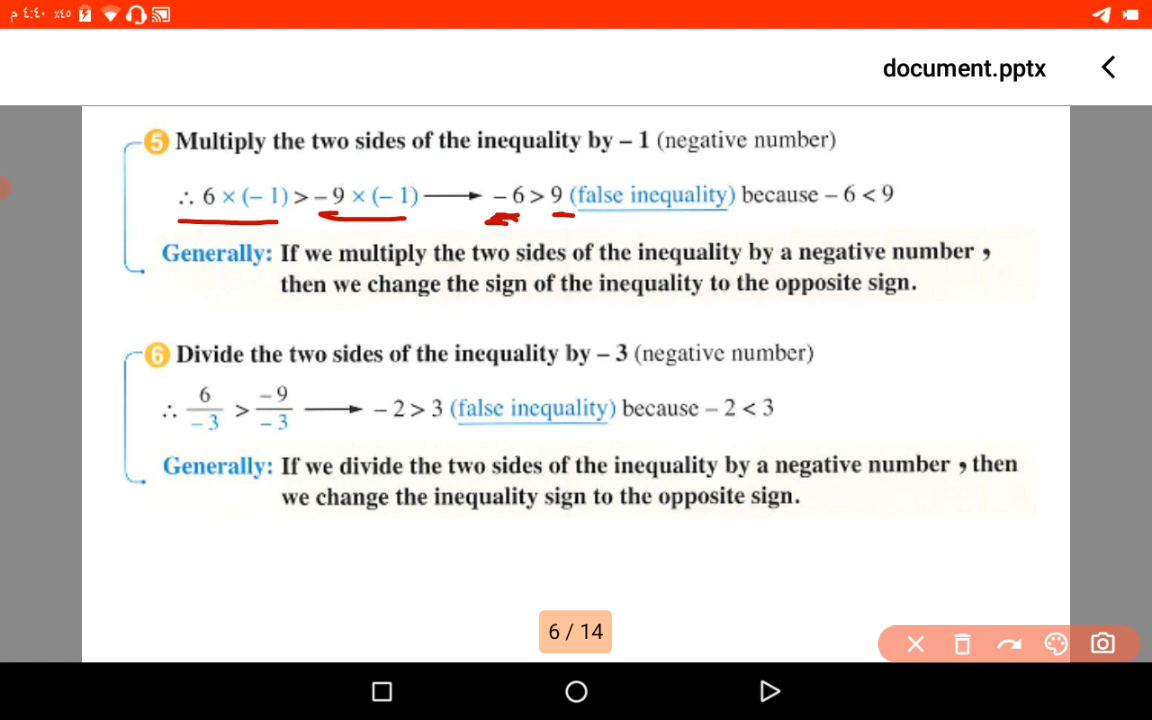 م ٤:٤٠ ٪٤٥
document.pptx
5 Multiply the two sides of the inequality by – 1 (negative number)
∴ 6 × (– 1) > – 9 × (– 1) ⟶ – 6 > 9 (false inequality) because – 6 < 9
Generally: If we multiply the two sides of the inequality by a negative number ,
then we change the sign of the inequality to the opposite sign.
6 Divide the two sides of the inequality by – 3 (negative number)
∴ 6/– 3 > – 9/– 3 ⟶ – 2 > 3 (false inequality) because – 2 < 3
Generally: If we divide the two sides of the inequality by a negative number , then
we change the inequality sign to the opposite sign.
6 / 14